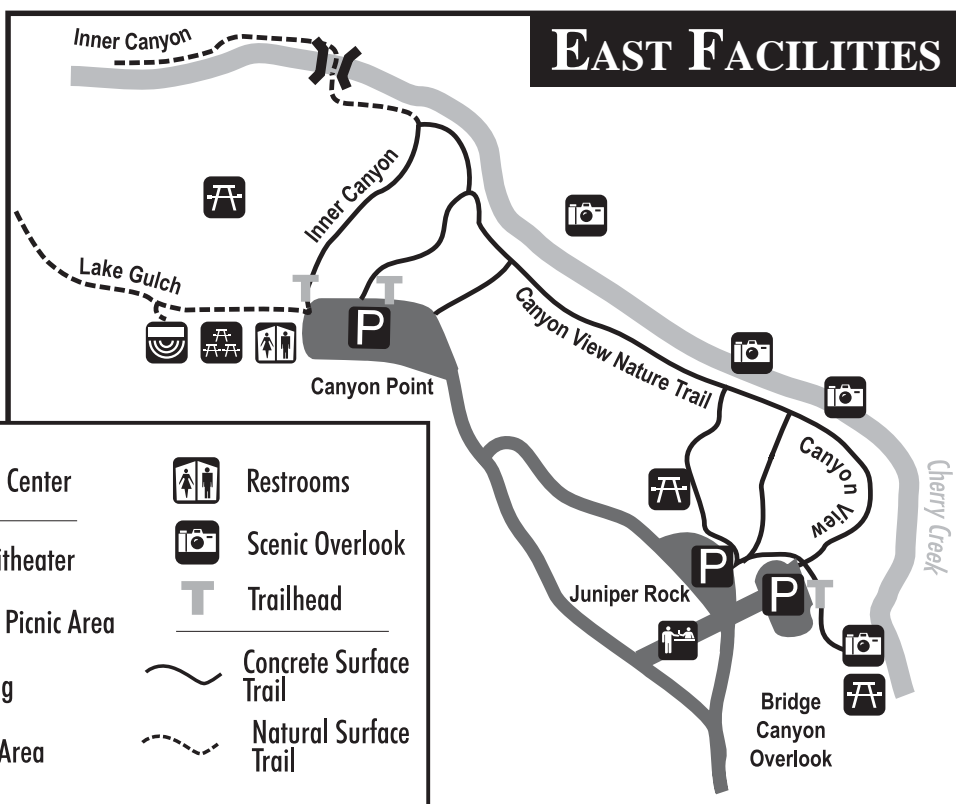 EAST FACILITIES
Inner Canyon
Inner Canyon
Lake Gulch
P
Canyon Point
Canyon View Nature Trail
Canyon View
Cherry Creek
P
Juniper Rock
P
Bridge
Canyon
Overlook
T
T
T
Center
itheater
Picnic Area
g
Area
Restrooms
Scenic Overlook
T Trailhead
Concrete Surface
Trail
Natural Surface
Trail